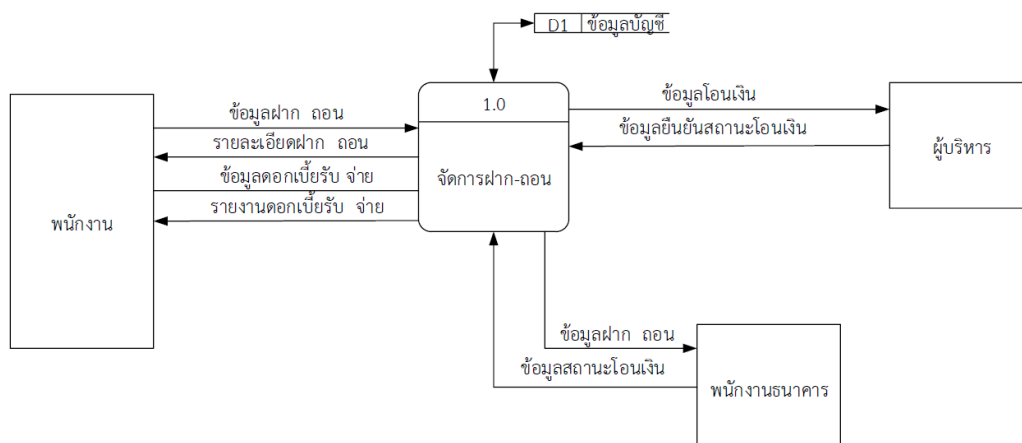 D1 ข้อมูลบัญชี
1.0
จัดการฝาก-ถอน
พนักงาน
ข้อมูลฝาก ถอน
รายละเอียดฝาก ถอน
ข้อมูลดอกเบี้ยรับ จ่าย
รายงานดอกเบี้ยรับ จ่าย
ข้อมูลโอนเงิน
ข้อมูลยืนยันสถานะโอนเงิน
ผู้บริหาร
ข้อมูลฝาก ถอน
ข้อมูลสถานะโอนเงิน
พนักงานธนาคาร